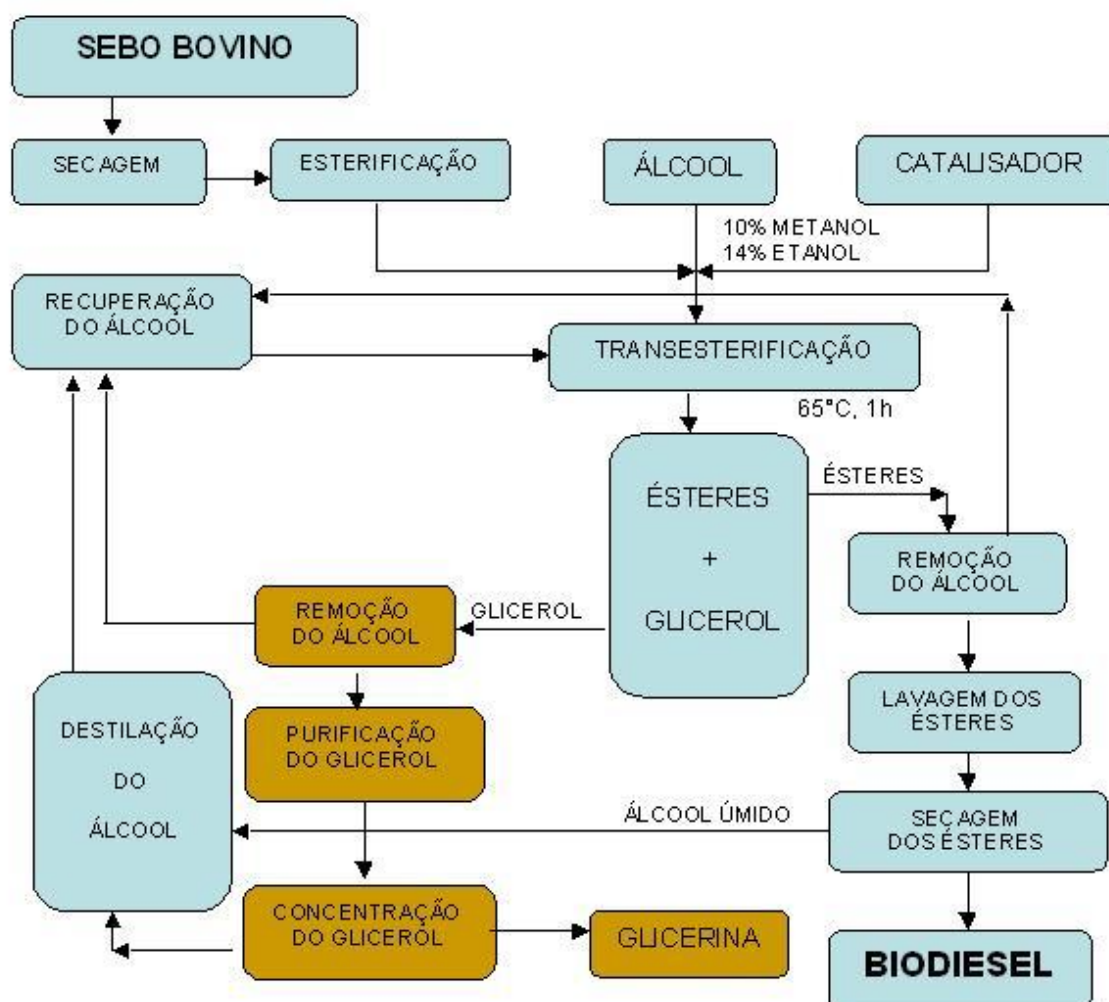 SEBO BOVINO
SECAGEM
ESTERIFICAÇÃO
ÁLCOOL
CATALISADOR
10% METANOL
14% ETANOL
RECUPERAÇÃO
DO ÁLCOOL
TRANSESTERIFICAÇÃO
65°C, 1h
ÉSTERES
+
GLICEROL
ÉSTERES
REMOÇÃO
DO ÁLCOOL
GLICEROL
REMOÇÃO
DO ÁLCOOL
LAVAGEM DOS
ÉSTERES
DESTILAÇÃO
DO
ÁLCOOL
PURIFICAÇÃO
DO GLICEROL
ÁLCOOL ÚMIDO
SECAGEM
DOS ÉSTERES
CONCENTRAÇÃO
DO GLICEROL
GLICERINA
BIODIESEL